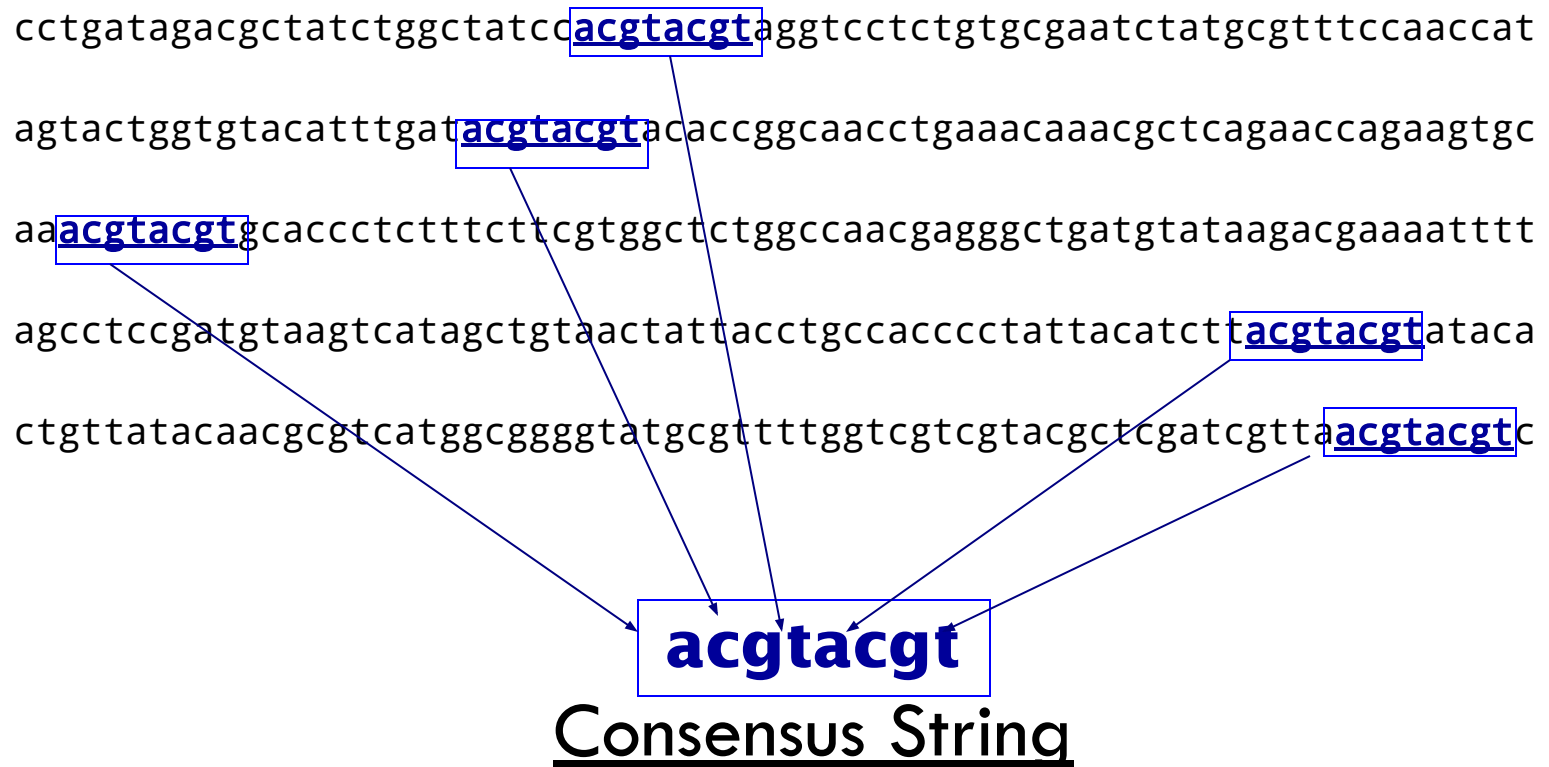 cctgatagacgctatctggctatccacgtacgtaggtcctctgtgcgaatctatgcgtttccaaccat
agtactggtgtacatttgatacgtacgtacaccggcaacctgaaacaaacgctcagaaccagaagtgc
aaacgtacgtgcaccctctttcttcgtggctctggccaacgagggctgatgtataagacgaaaatttt
agcctccgatgtaagtcatagctgtaactattacctgccacccctattacatcttacgtacgtataca
ctgttatacaacgcgtcatggcggggtatgcgttttggtcgtcgtacgctcgatcgttaacgtacgtc
acgtacgt
Consensus String